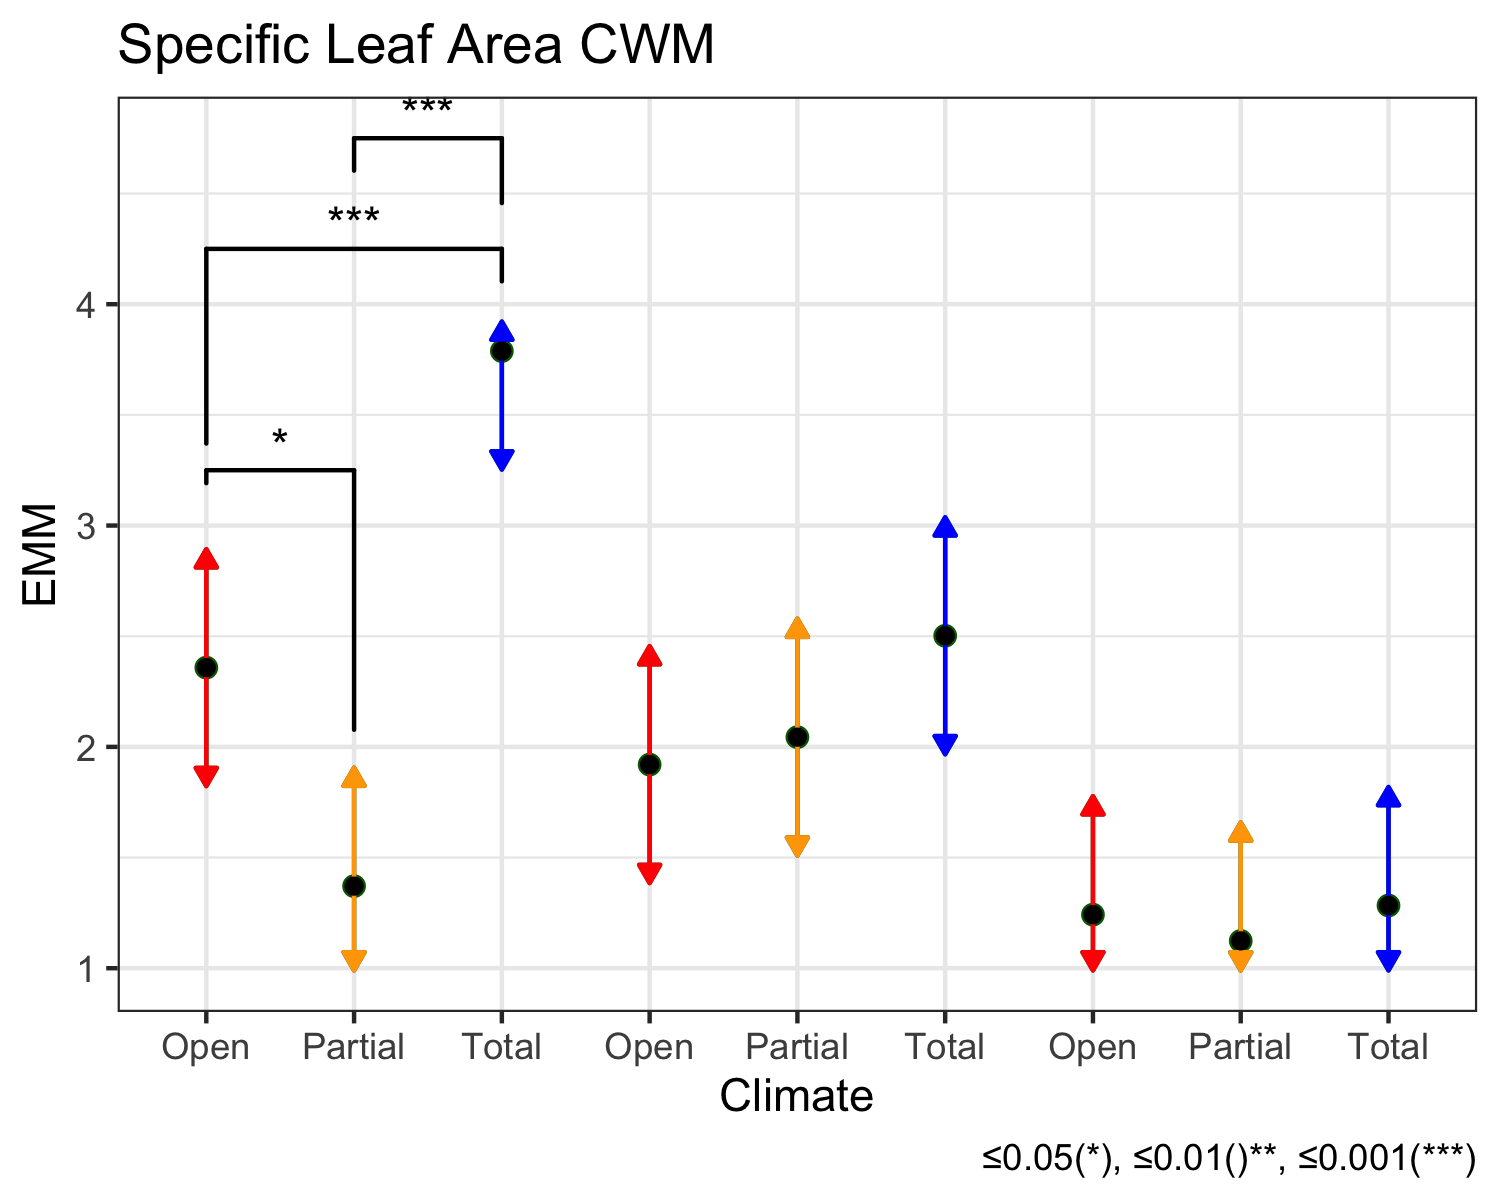 Specific Leaf Area CWM
***
***
*
4
3
2
1
EMM
Open Partial Total Open Partial Total Open Partial Total
Climate
≤0.05(*), ≤0.01()**, ≤0.001(***)